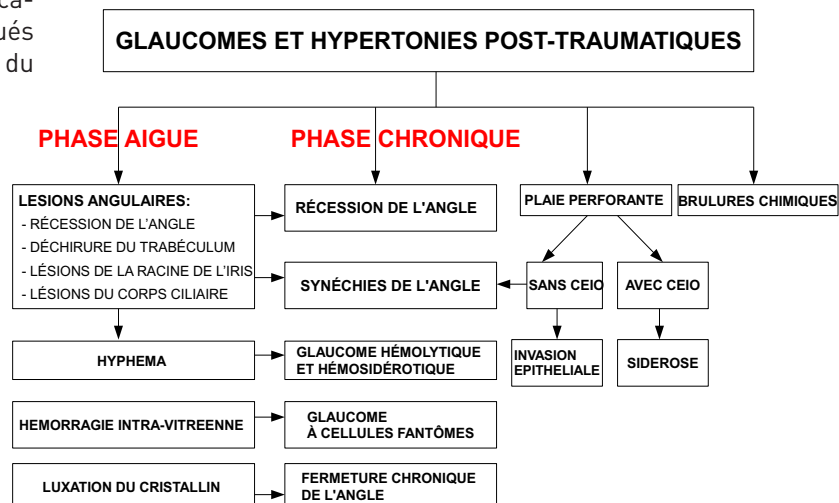 ca-
ués
du
GLAUCOMES ET HYPERTONIES POST-TRAUMATIQUES
PHASE AIGUE
PHASE CHRONIQUE
LESIONS ANGULAIRES:
- RÉCESSION DE L'ANGLE
- DÉCHIRURE DU TRABÉCULUM
- LÉSIONS DE LA RACINE DE L'IRIS
- LÉSIONS DU CORPS CILIAIRE
RÉCESSION DE L'ANGLE
PLAIE PERFORANTE
BRULURES CHIMIQUES
SYNÉCHIES DE L'ANGLE
SANS CEIO
AVEC CEIO
HYPHEMA
GLAUCOME HÉMOLYTIQUE
ET HÉMOSIDÉROTIQUE
INVASION
EPITHELIALE
SIDEROSE
HEMORRAGIE INTRA-VITREENNE
GLAUCOME
À CELLULES FANTÔMES
LUXATION DU CRISTALLIN
FERMETURE CHRONIQUE
DE L'ANGLE